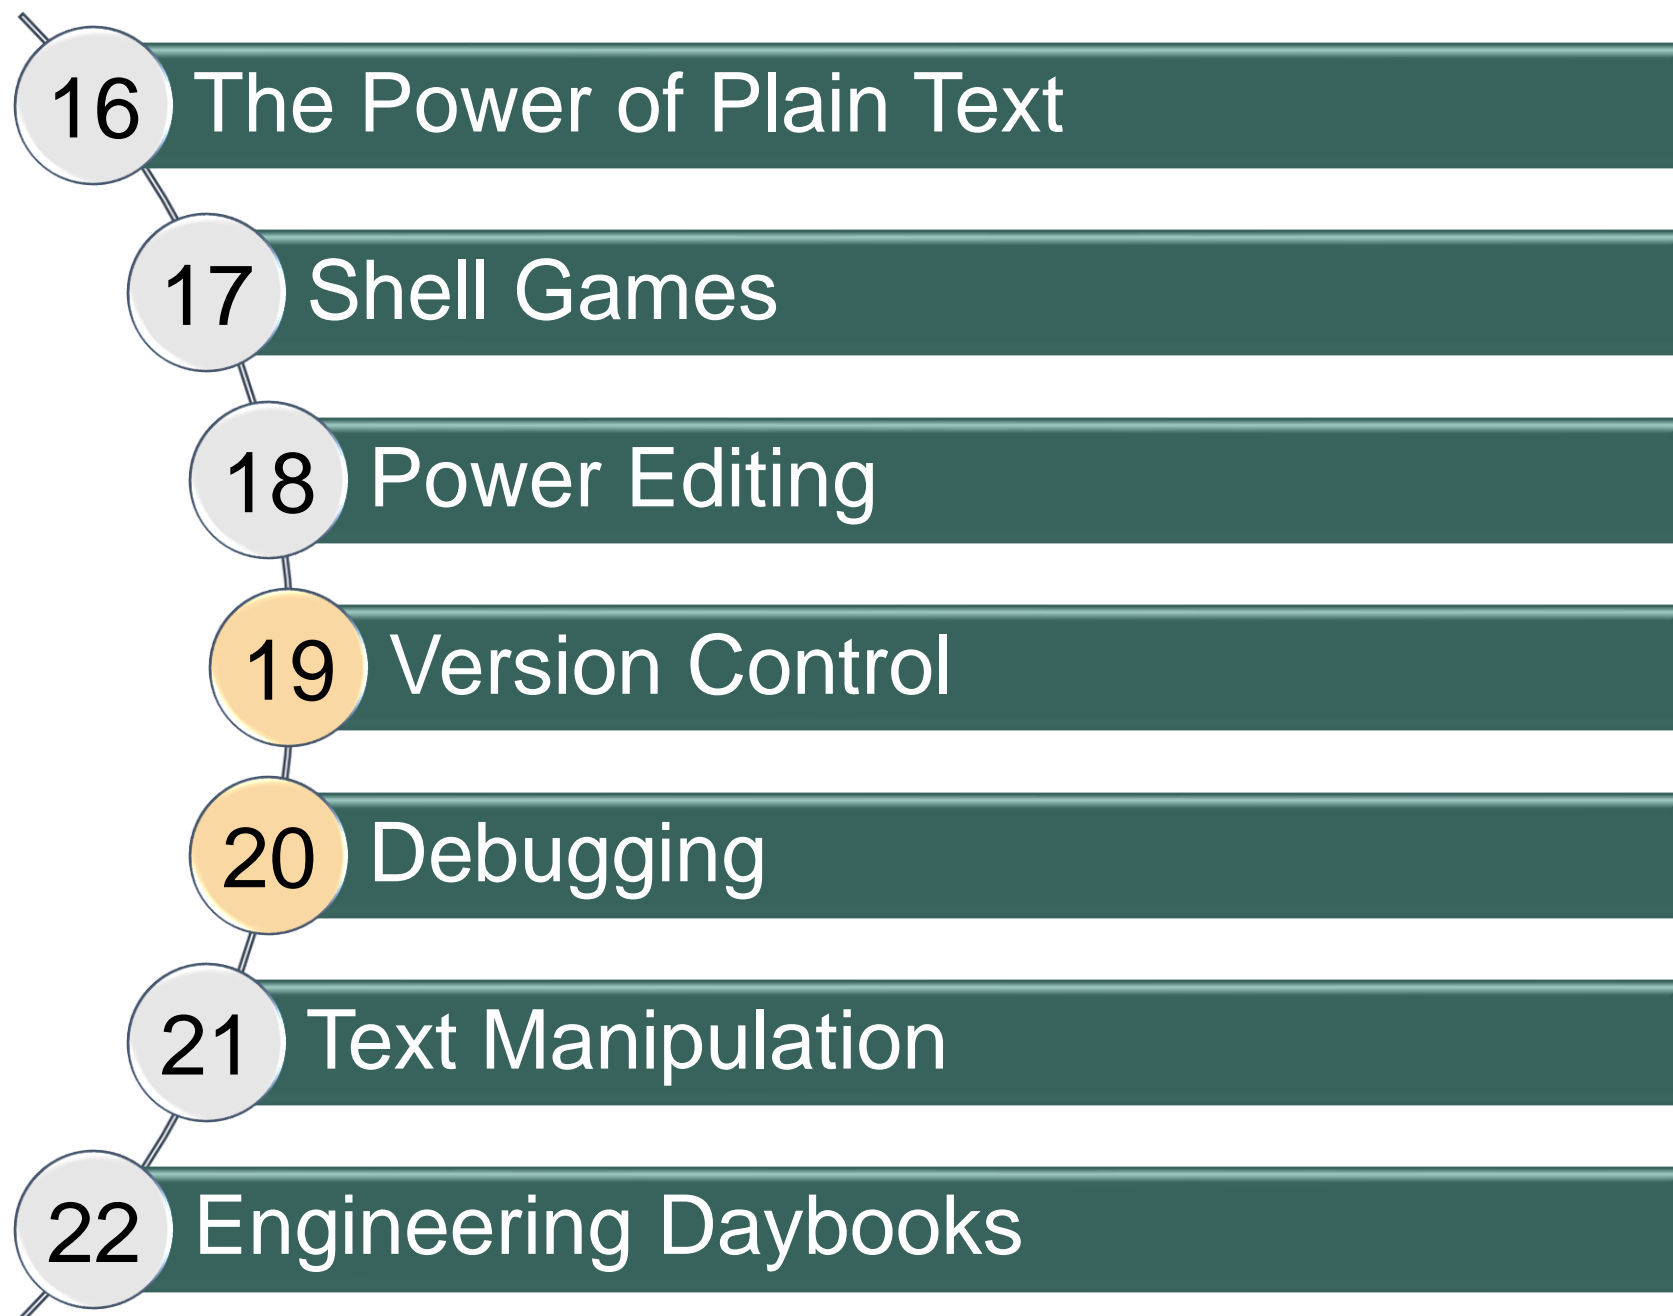 16 The Power of Plain Text
17 Shell Games
18 Power Editing
19 Version Control
20 Debugging
21 Text Manipulation
22 Engineering Daybooks